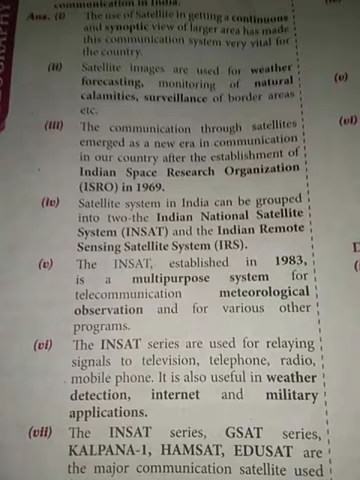 communication in India.
Ans. (i) The use of Satellite in getting a continuous
and synoptic view of larger area has made
this communication system very vital for
the country.
(ii) Satellite images are used for weather
forecasting, monitoring of natural
calamities, surveillance of border areas
etc.
(iii) The communication through satellites
emerged as a new era in communication
in our country after the establishment of
Indian Space Research Organization
(ISRO) in 1969.
(iv) Satellite system in India can be grouped
into two-the Indian National Satellite
System (INSAT) and the Indian Remote
Sensing Satellite System (IRS).
(v) The INSAT, established in 1983,
is a multipurpose system for
telecommunication meteorological
observation and for various other
programs.
(vi) The INSAT series are used for relaying
signals to television, telephone, radio,
mobile phone. It is also useful in weather
detection, internet and military
applications.
(vii) The INSAT series, GSAT series,
KALPANA-1, HAMSAT, EDUSAT are
the major communication satellite used
(v)
(vi)